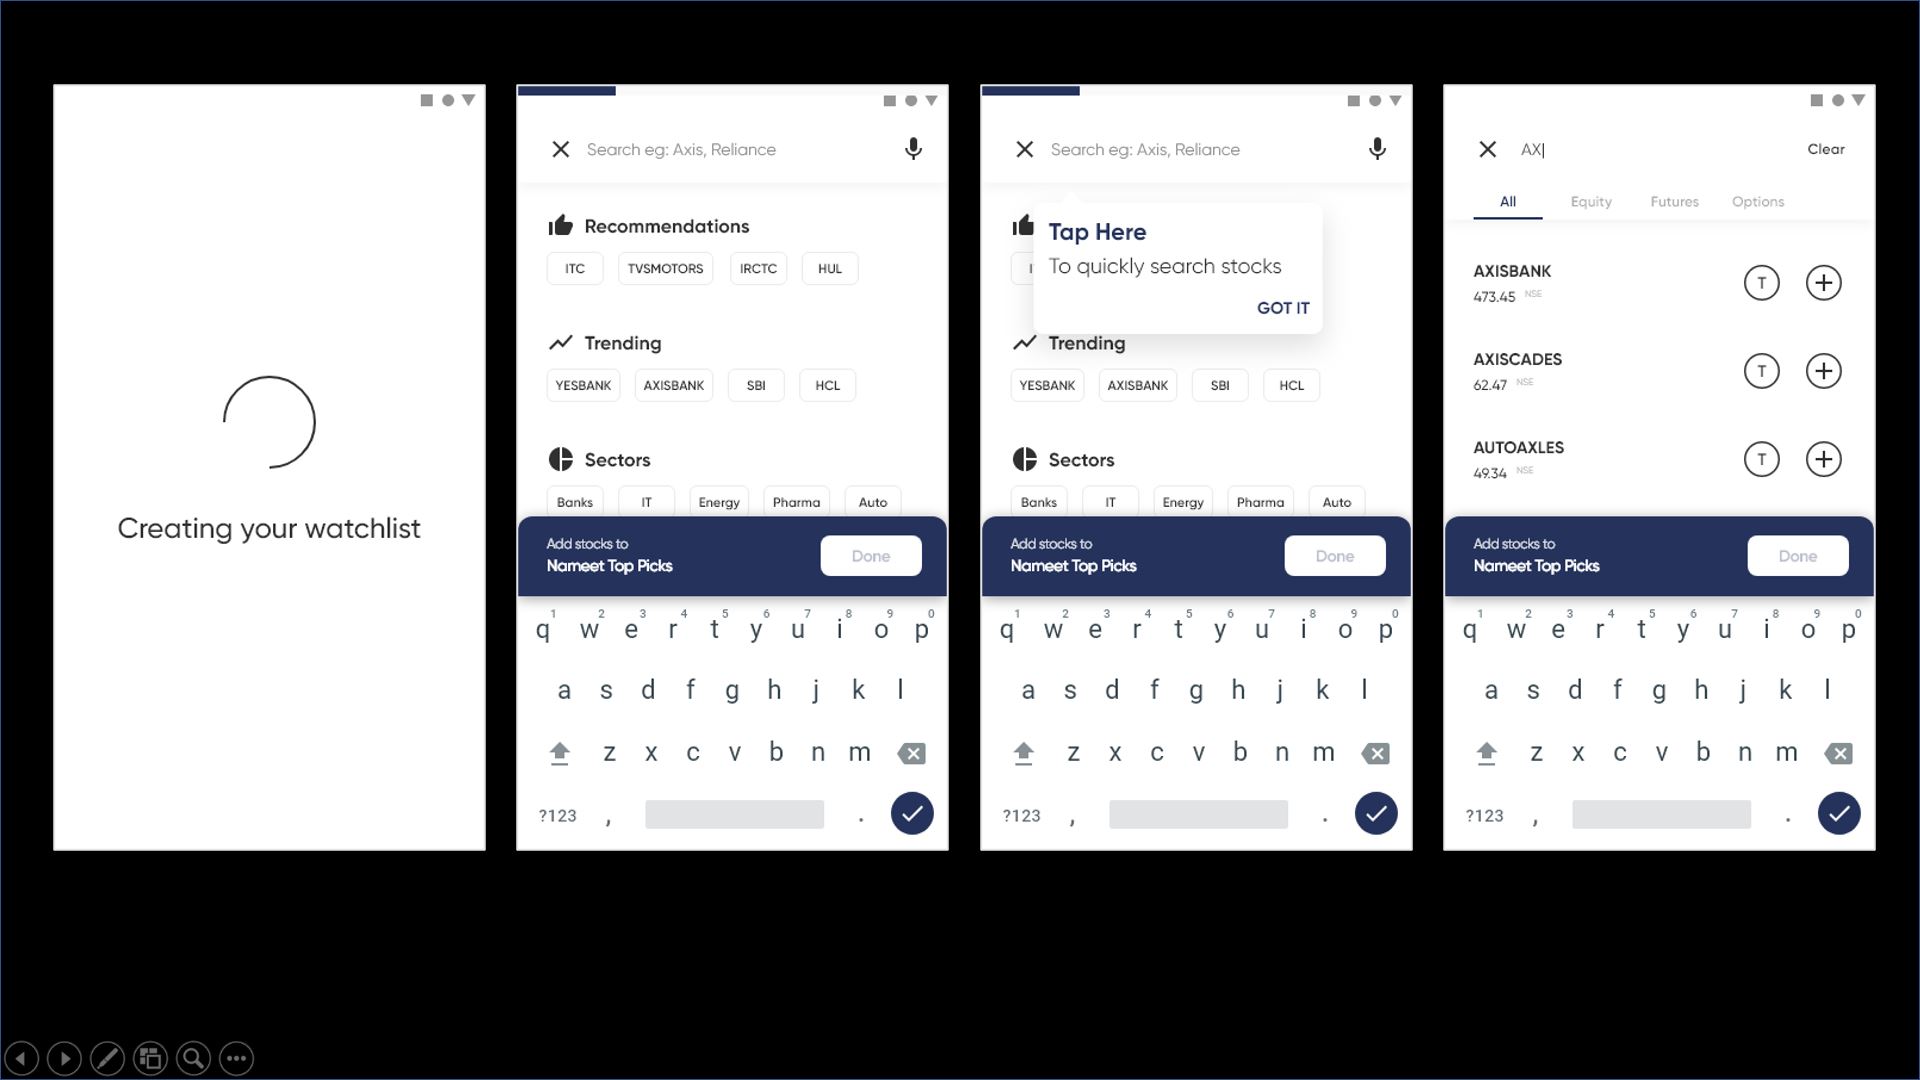 Creating your watchlist
Search eg: Axis, Reliance
Recommendations
ITC TVSMOTORS IRCTC HUL
Trending
YESBANK AXISBANK SBI HCL
Sectors
Banks IT Energy Pharma Auto
Add stocks to
Nameet Top Picks
Done
1 2 3 4 5 6 7 8 9 0
q w e r t y u i o p
a s d f g h j k l
z x c v b n m
?123 , .
Search eg: Axis, Reliance
Tap Here
To quickly search stocks
GOT IT
Trending
YESBANK AXISBANK SBI HCL
Sectors
Banks IT Energy Pharma Auto
Add stocks to
Nameet Top Picks
Done
1 2 3 4 5 6 7 8 9 0
q w e r t y u i o p
a s d f g h j k l
z x c v b n m
?123 , .
AX
Clear
All Equity Futures Options
AXISBANK
473.45 NSE
T
AXISCADES
62.47 NSE
T
AUTOAXLES
49.34 NSE
T
Add stocks to
Nameet Top Picks
Done
1 2 3 4 5 6 7 8 9 0
q w e r t y u i o p
a s d f g h j k l
z x c v b n m
?123 , .